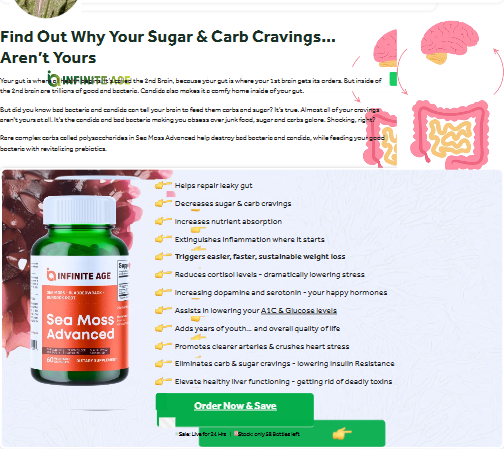 Find Out Why Your Sugar & Carb Cravings...
Aren't Yours
INFINITE AGE
Your gut is where your 2nd Brain, because your gut is where your 1st brain gets its orders. But inside of
the 2nd brain are trillions of good and bacteria. Candida also makes it a comfy home inside of your gut.
But did you know bad bacteria and candida can tell your brain to feed them carbs and sugar? It's true. Almost all of your cravings
aren't yours at all. It's the candida and bad bacteria making you obsess over junk food, sugar and carbs galore. Shocking, right?
Rare complex carbs called polysaccharides in Sea Moss Advanced help destroy bad bacteria and candida, while feeding your good
bacteria with revitalizing prebiotics.
Helps repair leaky gut
Decreases sugar & carb cravings
Increases nutrient absorption
Extinguishes inflammation where it starts
Triggers easier, faster, sustainable weight loss
Reduces cortisol levels - dramatically lowering stress
Increasing dopamine and serotonin - your happy hormones
Assists in lowering your A1C & Glucose levels
Adds years of youth... and overall quality of life
Promotes clearer arteries & crushes heart stress
Eliminates carb & sugar cravings - lowering Insulin Resistance
Elevate healthy liver functioning - getting rid of deadly toxins
INFINITE AGE
Sea Moss
Advanced
60
Order Now & Save
Sale: Live for 24 Hrs | Stock: only 58 Bottles left